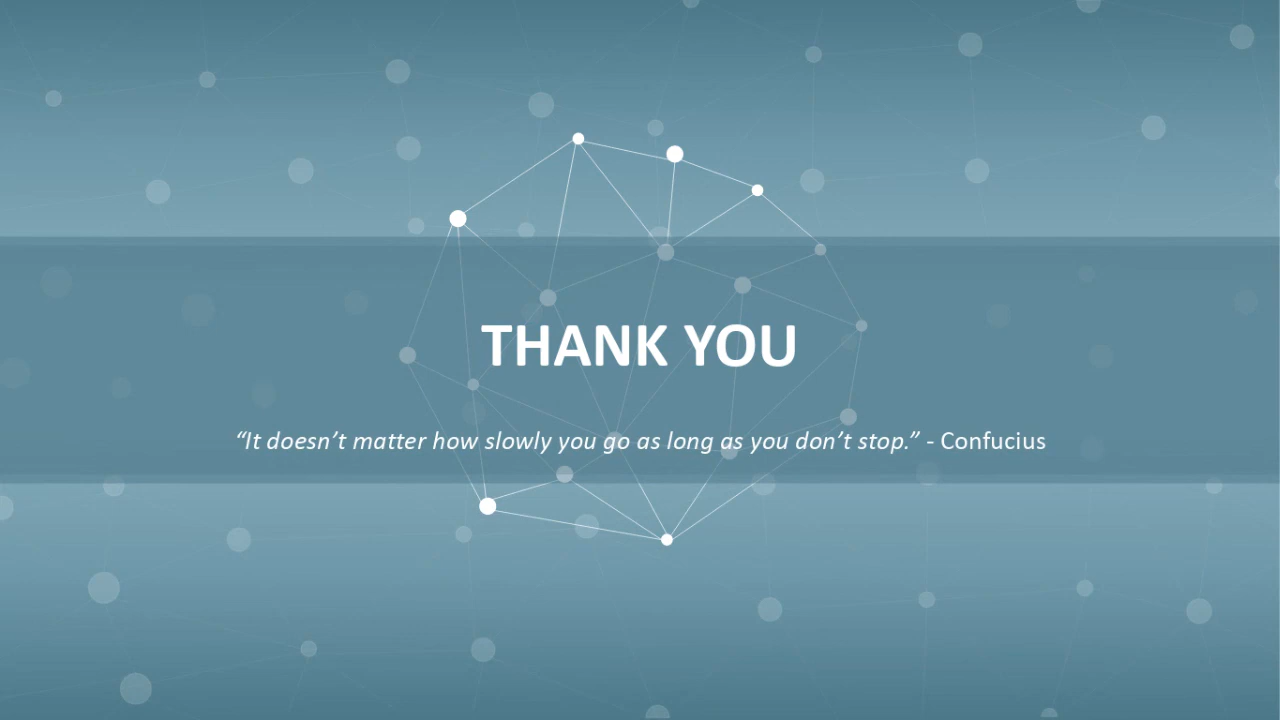 THANK YOU
“It doesn’t matter how slowly you go as long as you don’t stop.” - Confucius